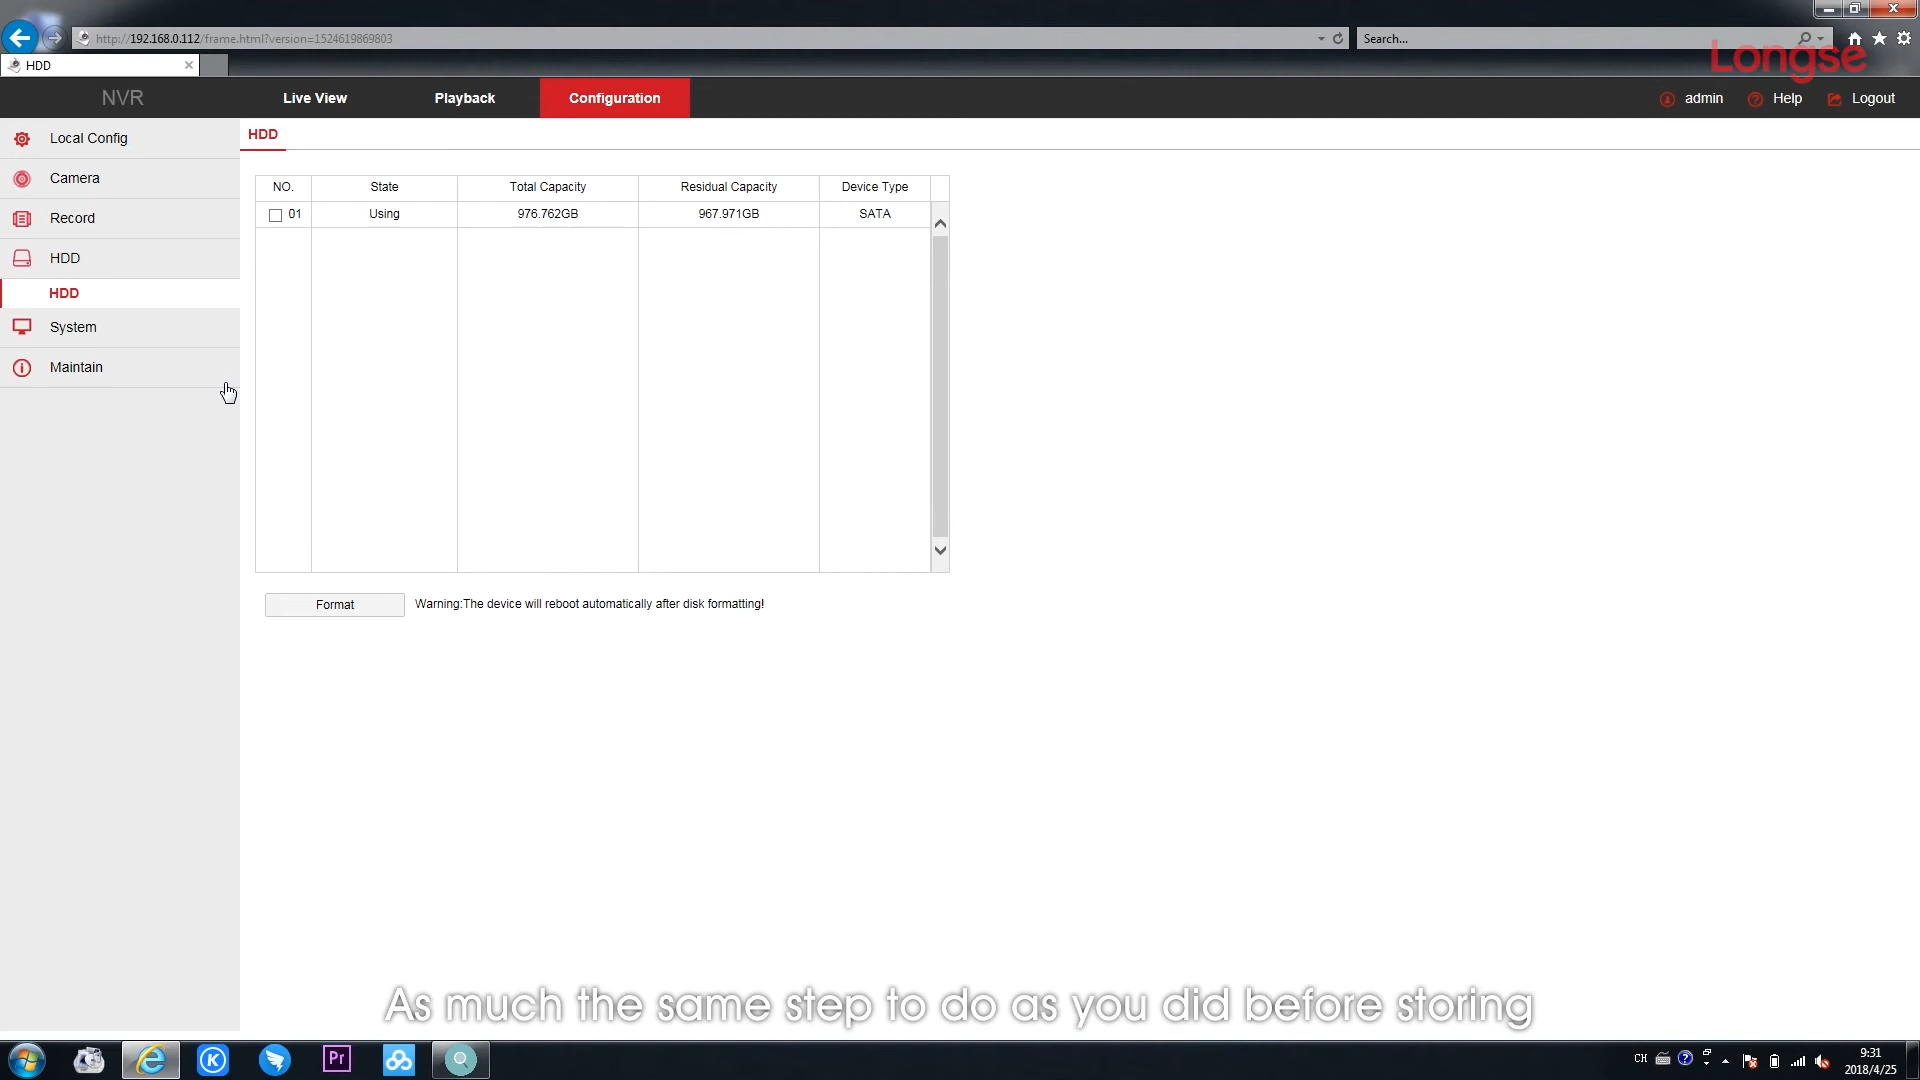 http://192.168.0.112/frame.html?version=1524619869803
Search...
HDD
Longse
NVR
Live View
Playback
Configuration
admin
Help
Logout
Local Config
Camera
Record
HDD
HDD
System
Maintain
HDD
NO. State Total Capacity Residual Capacity Device Type
01 Using 976.762GB 967.971GB SATA
Format
Warning:The device will reboot automatically after disk formatting!
As much the same step to do as you did before storing
K
Pr
CH
9:31
2018/4/25